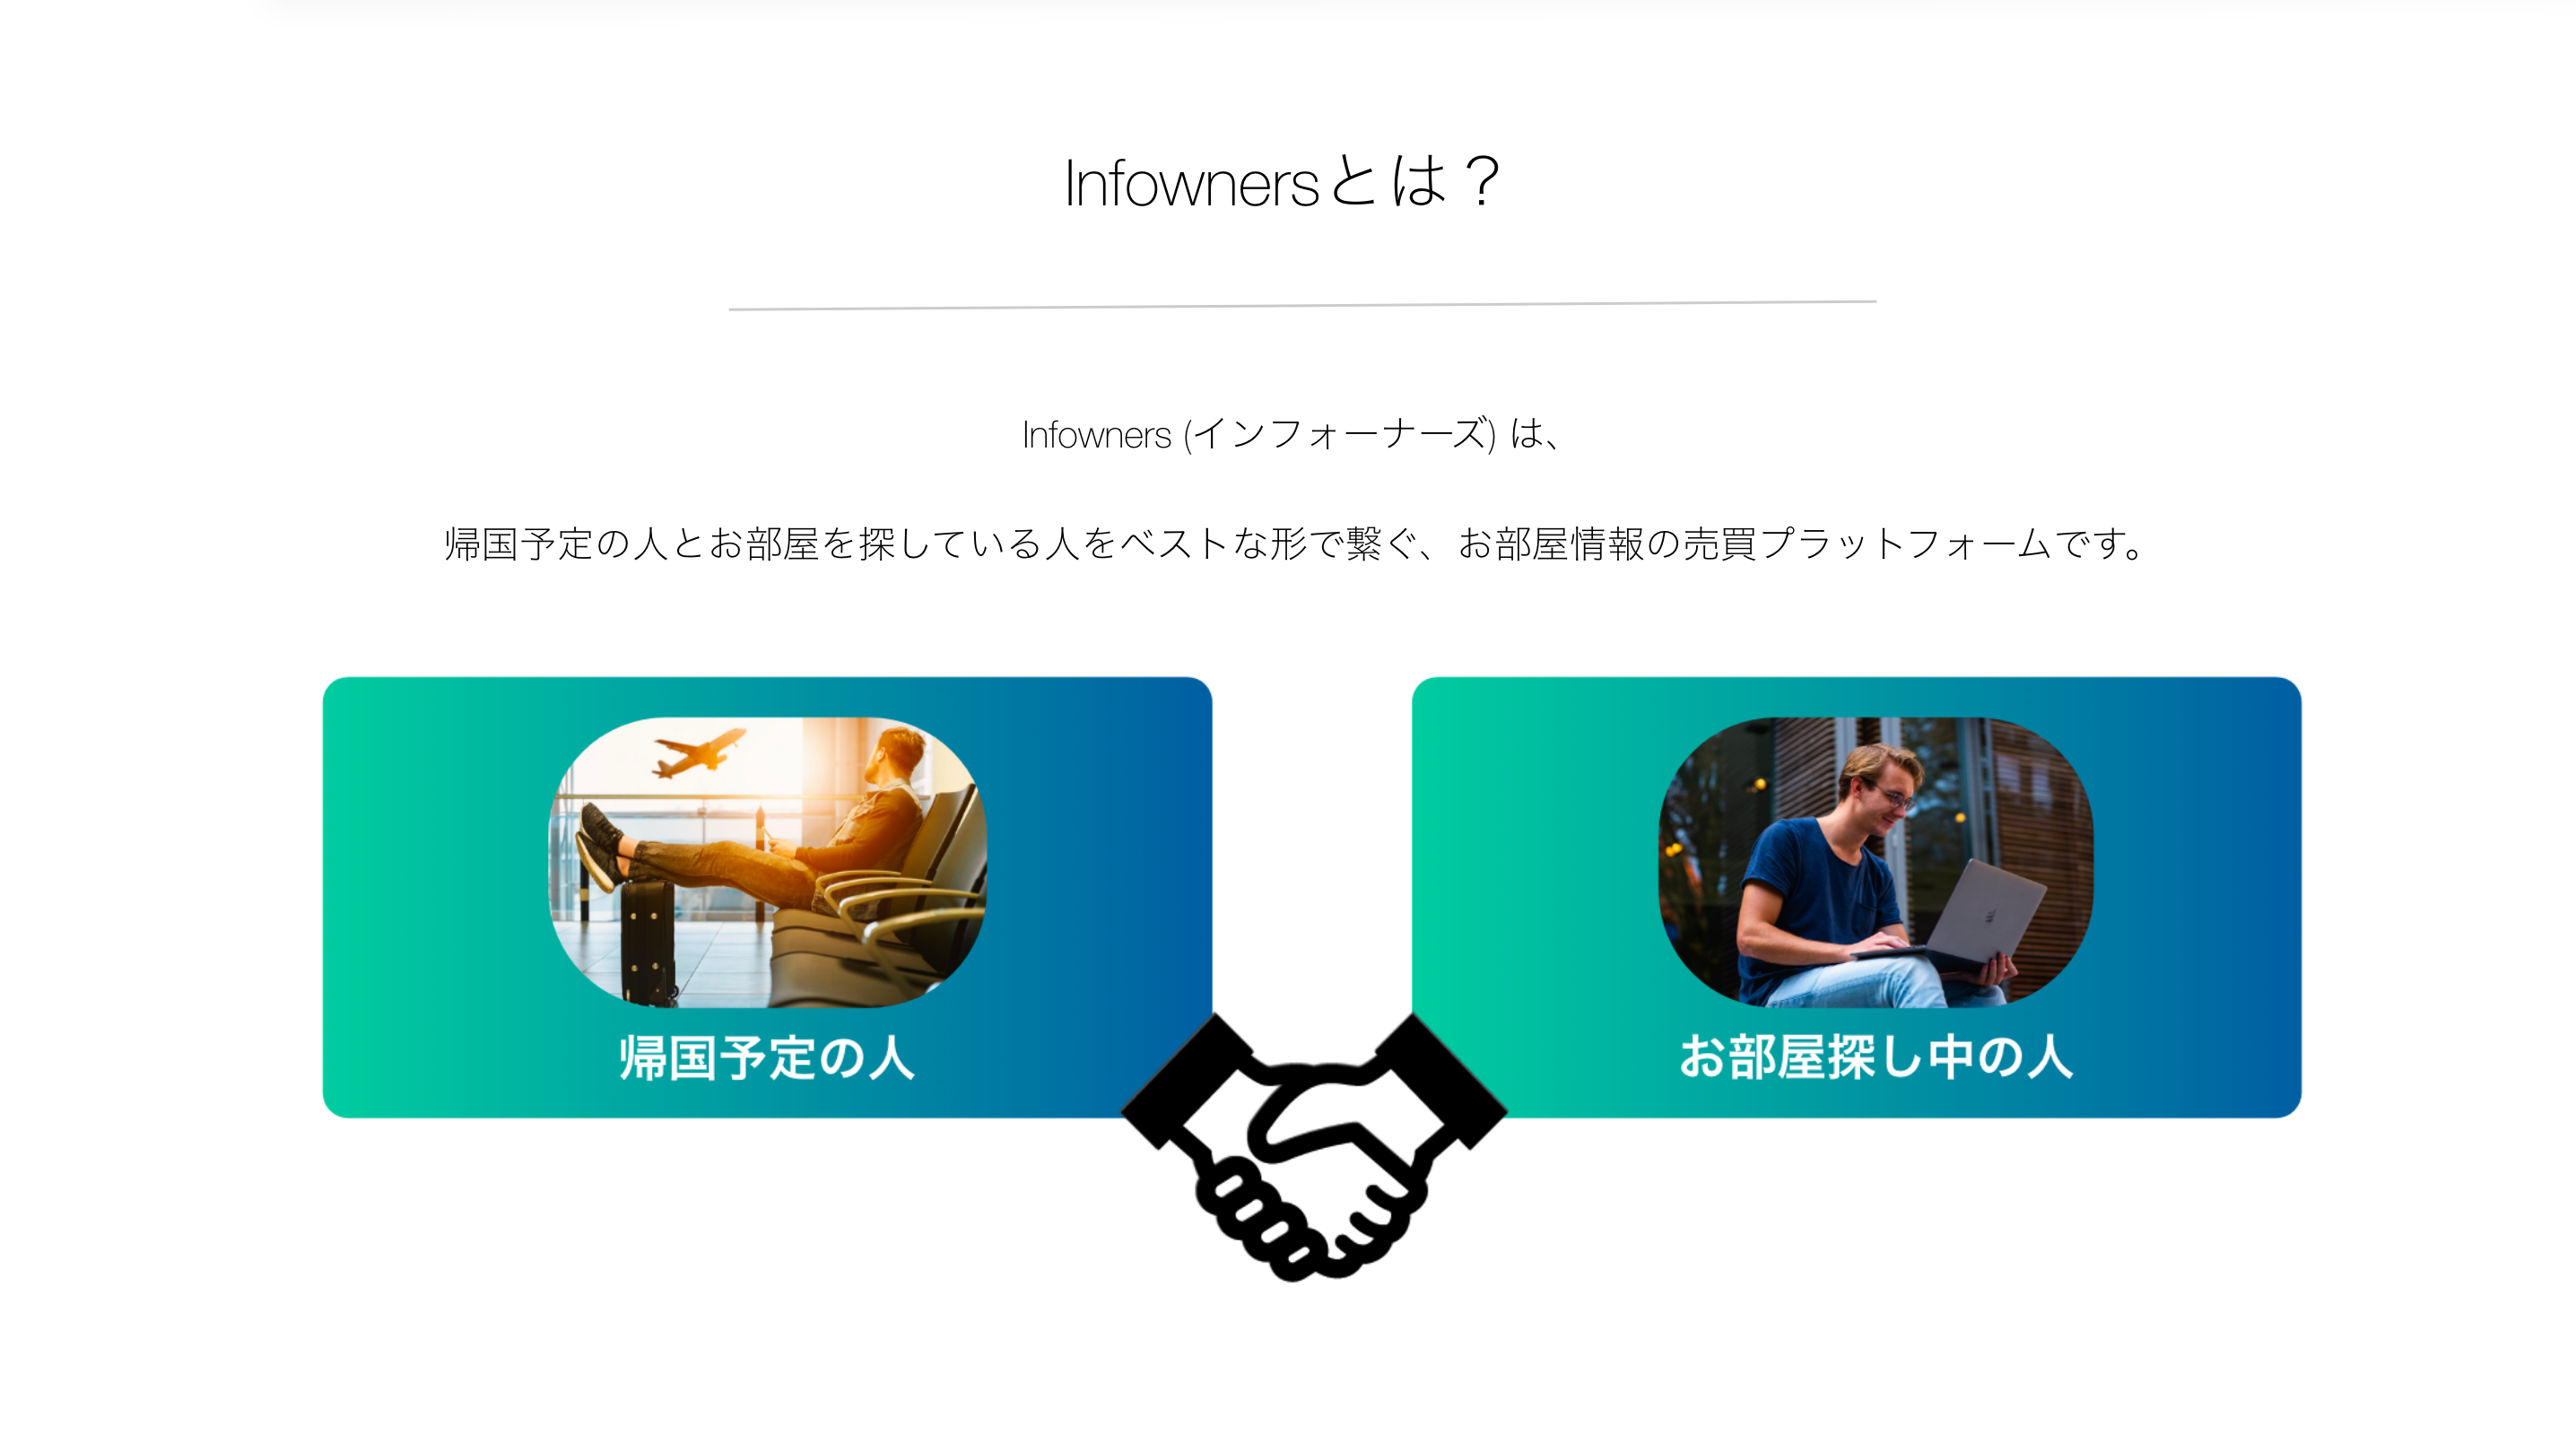 Infownersとは？
Infowners (インフォーナーズ) は、
帰国予定の人とお部屋を探している人をベストな形で繋ぐ、お部屋情報の売買プラットフォームです。
帰国予定の人
お部屋探し中の人